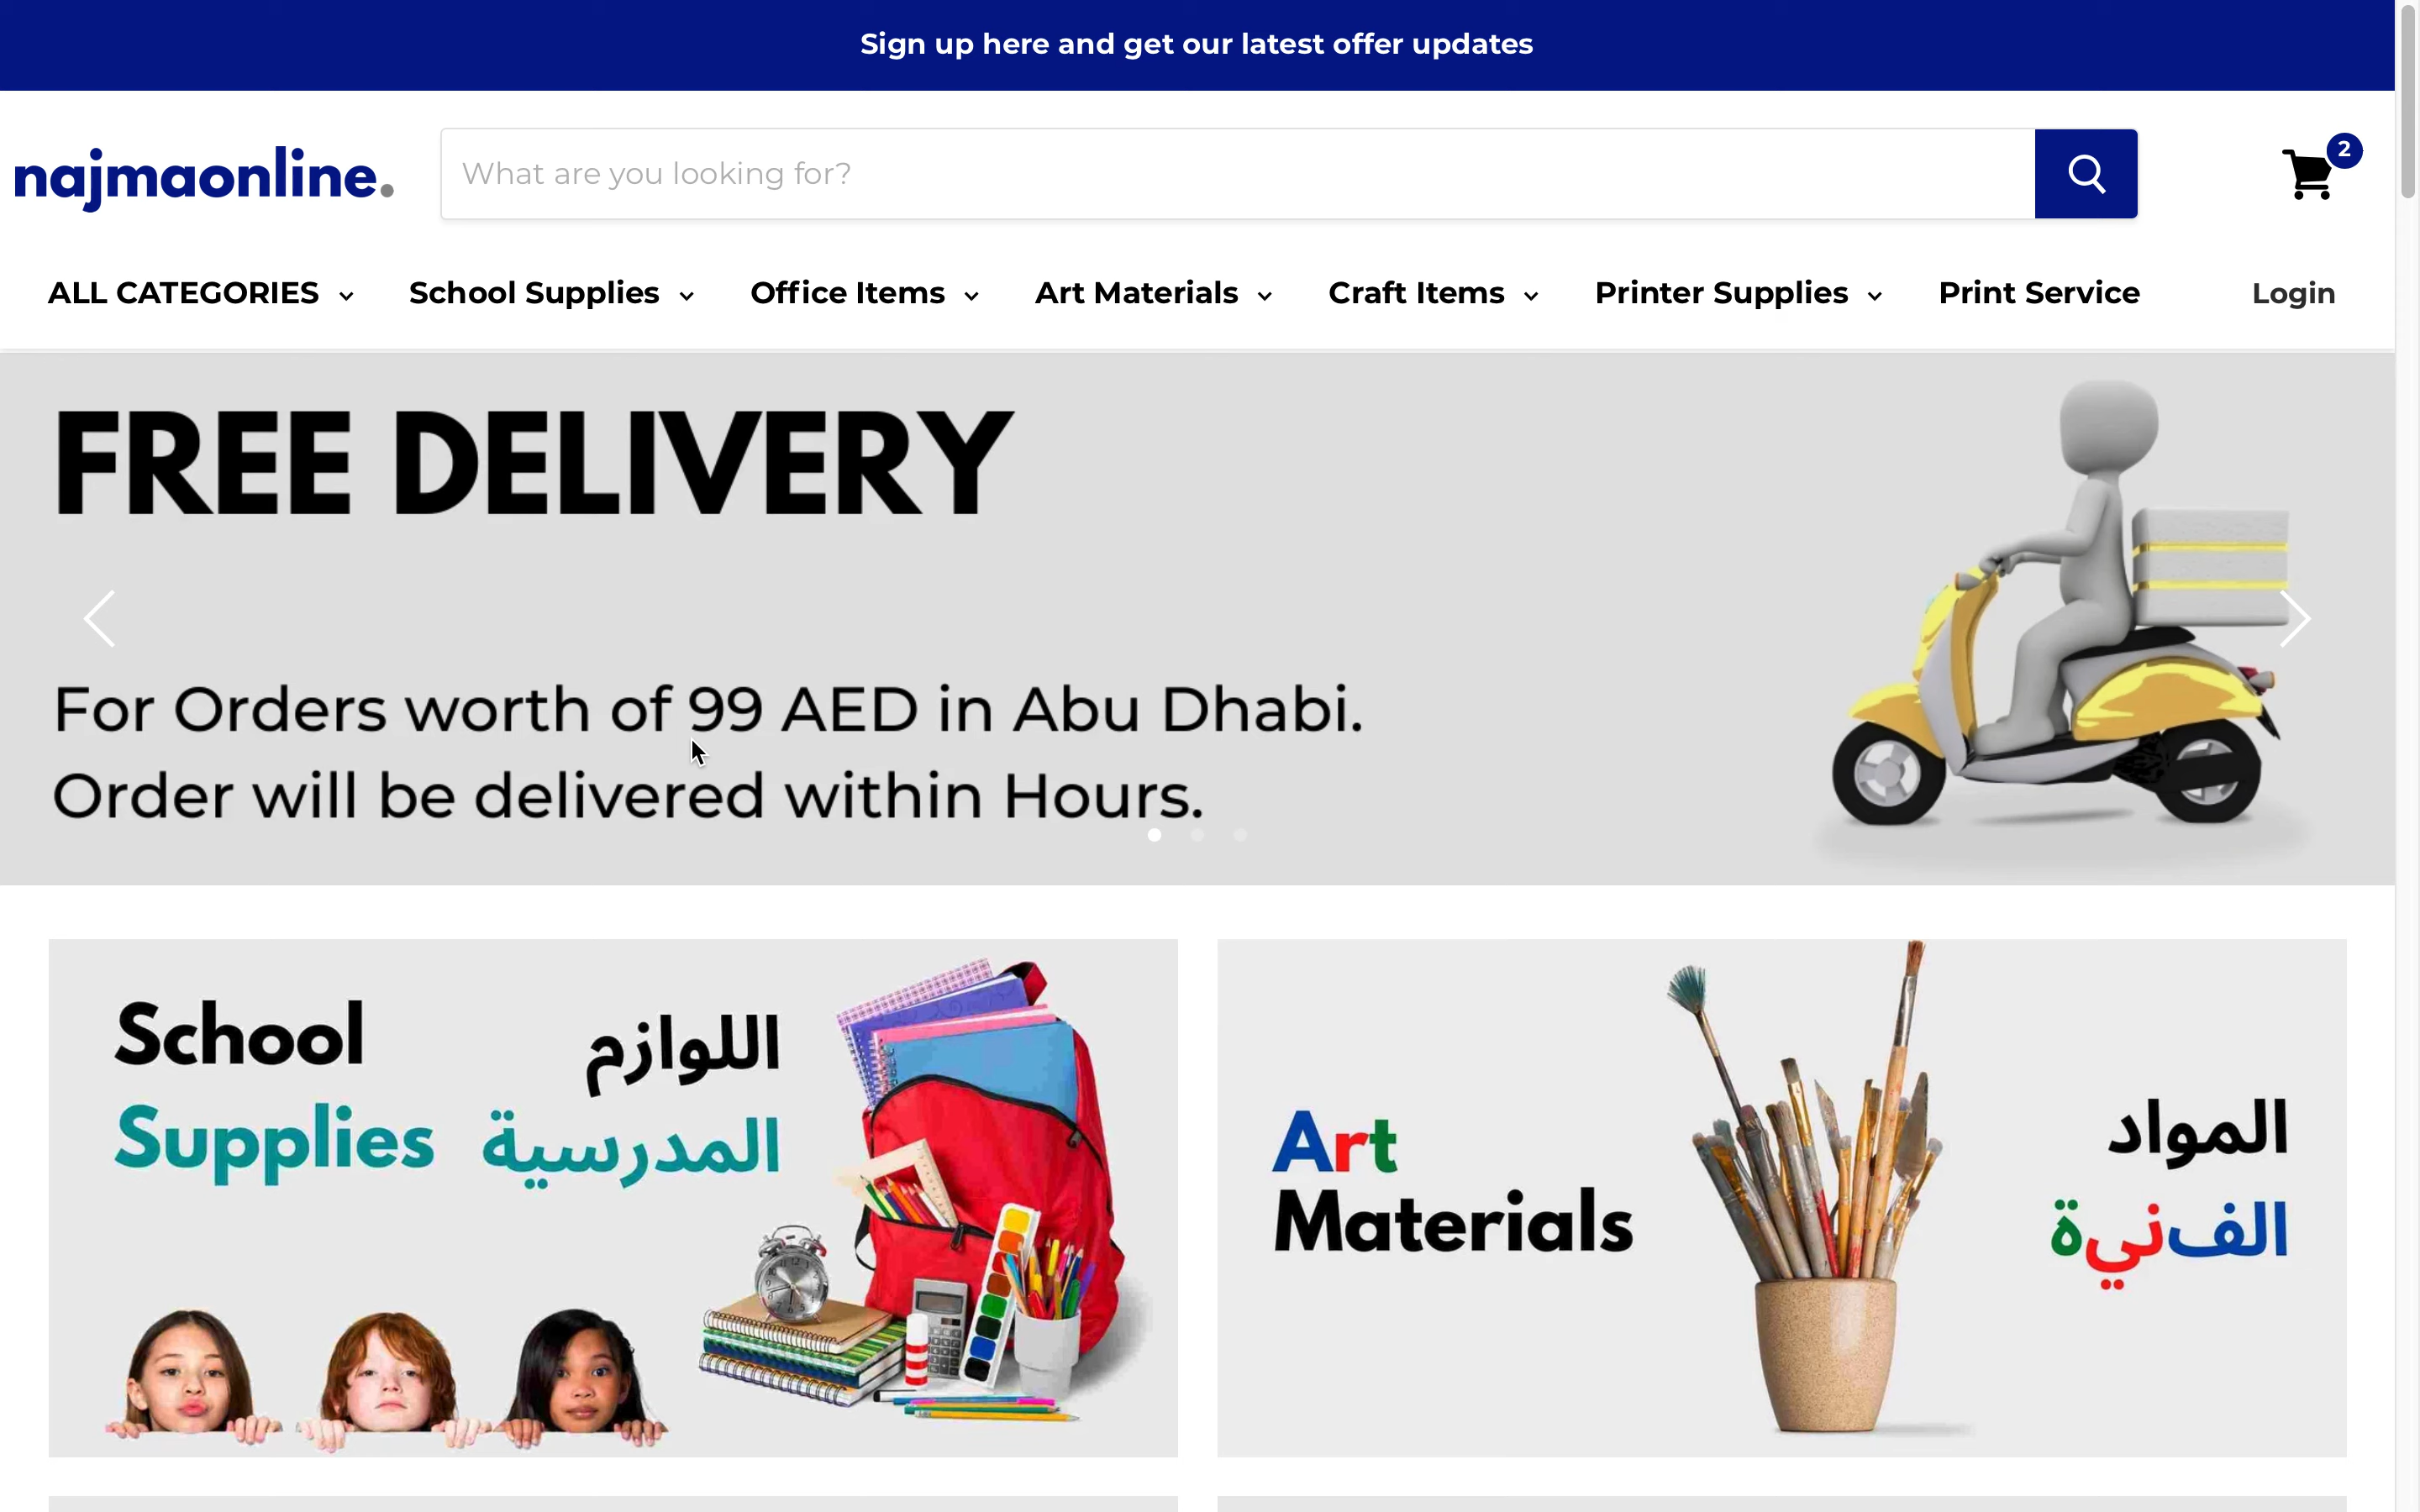 Sign up here and get our latest offer updates
najmaonline.
What are you looking for?
2
ALL CATEGORIES School Supplies Office Items Art Materials Craft Items Printer Supplies Print Service Login
FREE DELIVERY
For Orders worth of 99 AED in Abu Dhabi.
Order will be delivered within Hours.
School
Supplies
اللوازم
المدرسية
Art
Materials
المواد
الفنية